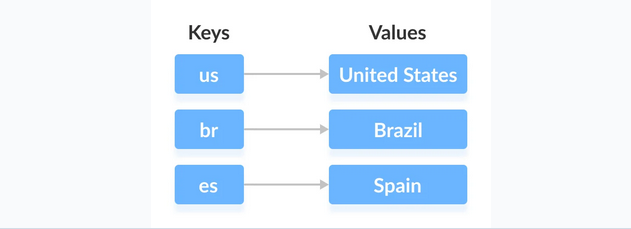 Keys Values
us United States
br Brazil
es Spain